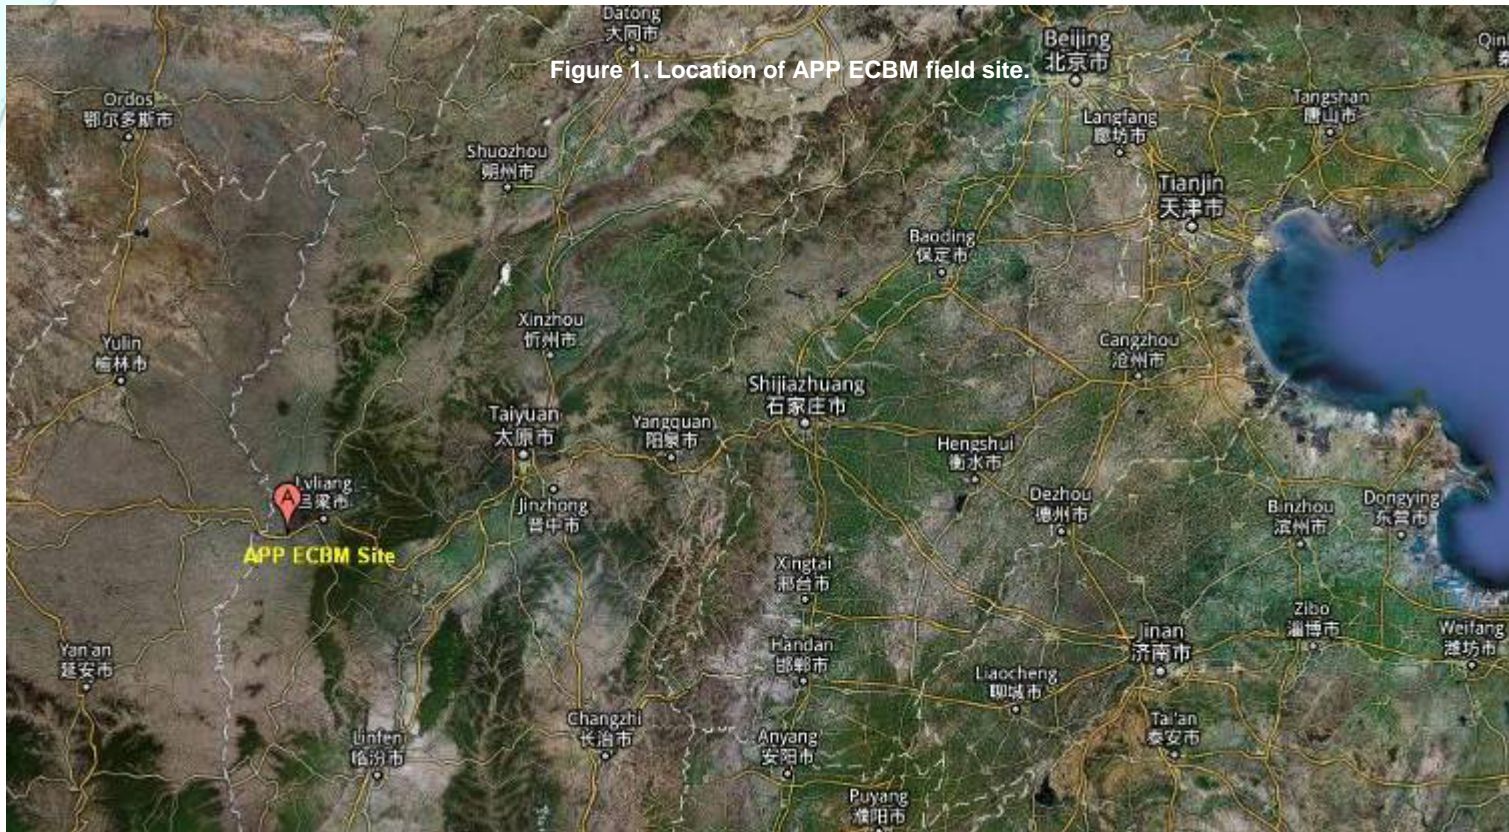 Datong
大同市
Beijing
北京市
Figure 1. Location of APP ECBM field site.
Ordos
鄂尔多斯市
Tangshan
唐山市
Langfang
廊坊市
Shuozhou
朔州市
Tianjin
天津市
Baoding
保定市
Xinzhou
忻州市
Yulin
榆林市
Cangzhou
沧州市
Shijiazhuang
石家庄市
Taiyuan
太原市
Yangquan
阳泉市
Hengshui
衡水市
Lvliang
吕梁市
A
APP ECBM Site
Jinzhong
晋中市
Dezhou
德州市
Binzhou
滨州市
Dongying
东营市
Xingtai
邢台市
Zibo
淄博市
Jinan
济南市
Weifang
潍坊市
Yan'an
延安市
Handan
邯郸市
Liaocheng
聊城市
Changzhi
长治市
Tai'an
泰安市
Linfen
临汾市
Anyang
安阳市
Puyang
濮阳市